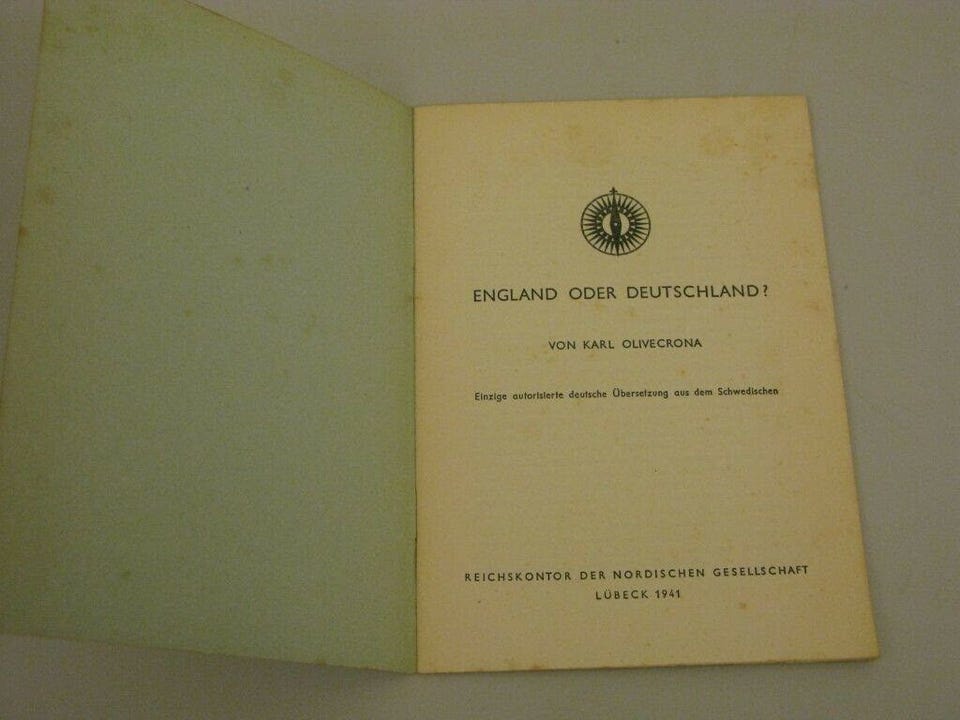 ENGLAND ODER DEUTSCHLAND?
VON KARL OLIVECRONA
Einzige autorisierte deutsche Übersetzung aus dem Schwedischen
REICHSKONTOR DER NORDISCHEN GESELLSCHAFT
LÜBECK 1941